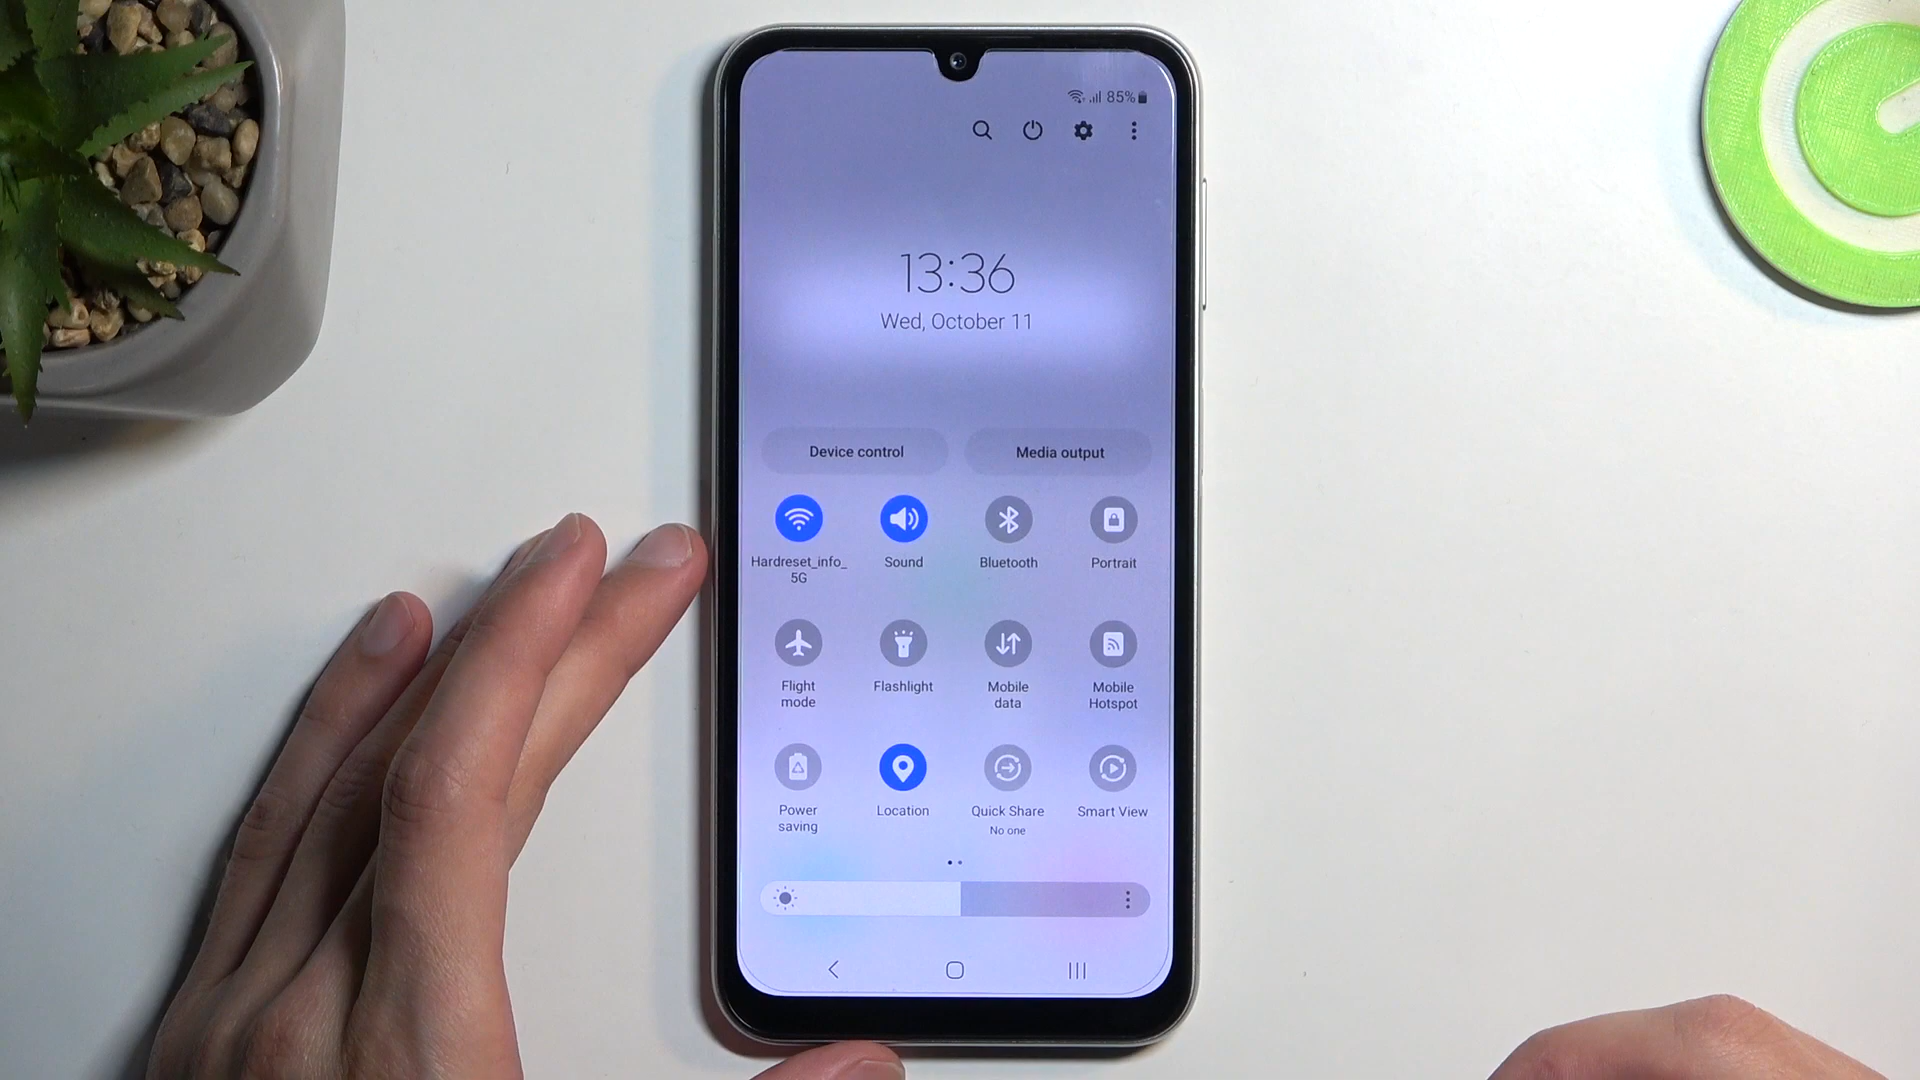 85%
13:36
Wed, October 11
Device control
Media output
Hardreset_info_
5G
Sound
Bluetooth
Portrait
Flight
mode
Flashlight
Mobile
data
Mobile
Hotspot
Power
saving
Location
Quick Share
No one
Smart View